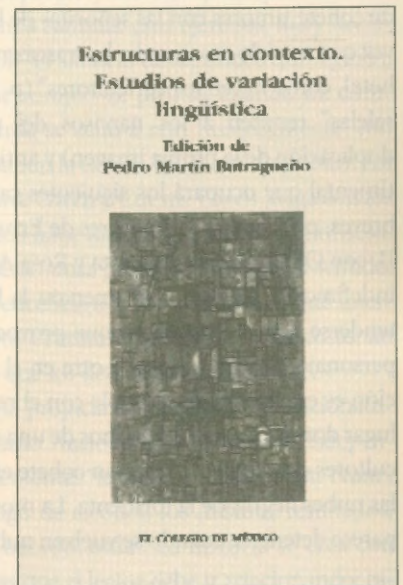 Estructuras en contexto.
Estudios de variación
lingüística
Edición de
Pedro Martín Butragueño
EL COLEGIO DE MÉXICO